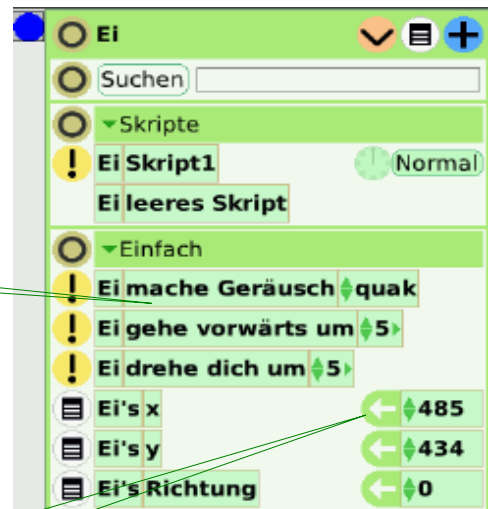 Ei
Suchen
Skripte
! Ei Skript1 Normal
Ei leeres Skript
Einfach
! Ei mache Geräusch quak
! Ei gehe vorwärts um 5
! Ei drehe dich um 5
Ei's x 485
Ei's y 434
Ei's Richtung 0